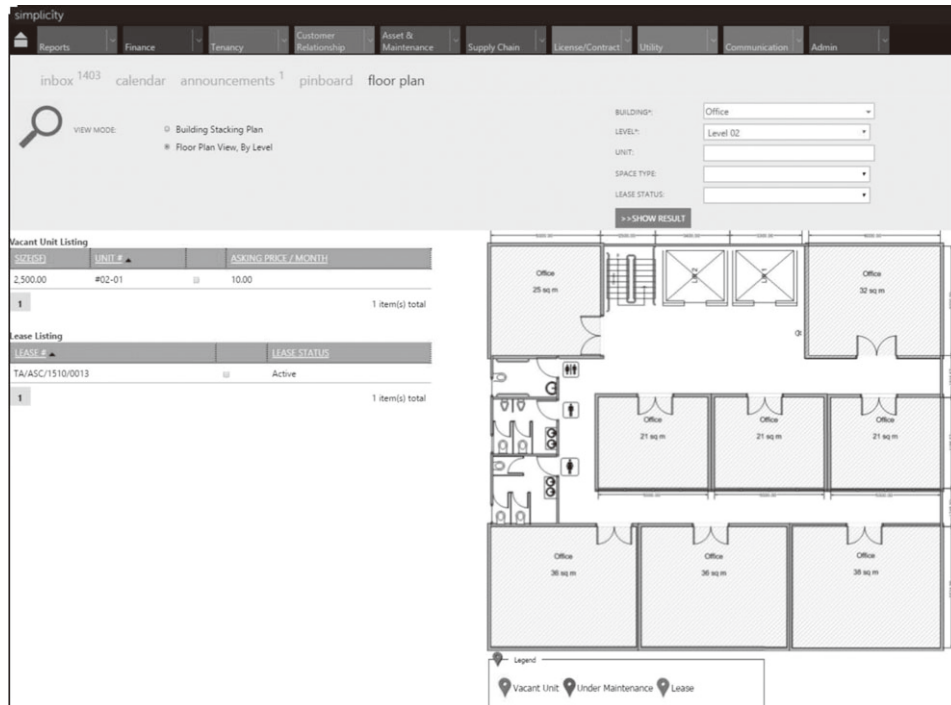 simplicity
Reports Finance Tenancy Customer Relationship Asset & Maintenance Supply Chain License/Contract Utility Communication Admin
inbox 1403 calendar announcements 1 pinboard floor plan
VIEW MODE:
Building Stacking Plan
Floor Plan View, By Level
BUILDING*: Office
LEVEL*: Level 02
UNIT:
SPACE TYPE:
LEASE STATUS:
>>SHOW RESULT
Vacant Unit Listing
SIZE(SF) UNIT # ASKING PRICE / MONTH
2,500.00 #02-01 10.00
1 1 item(s) total
Lease Listing
LEASE # LEASE STATUS
TA/ASC/1510/0013 Active
1 1 item(s) total
Office
25 sq m
Lift 2
Lift 1
Office
32 sq m
Office
21 sq m
Office
21 sq m
Office
21 sq m
Office
36 sq m
Office
36 sq m
Office
38 sq m
Legend
Vacant Unit Under Maintenance Lease